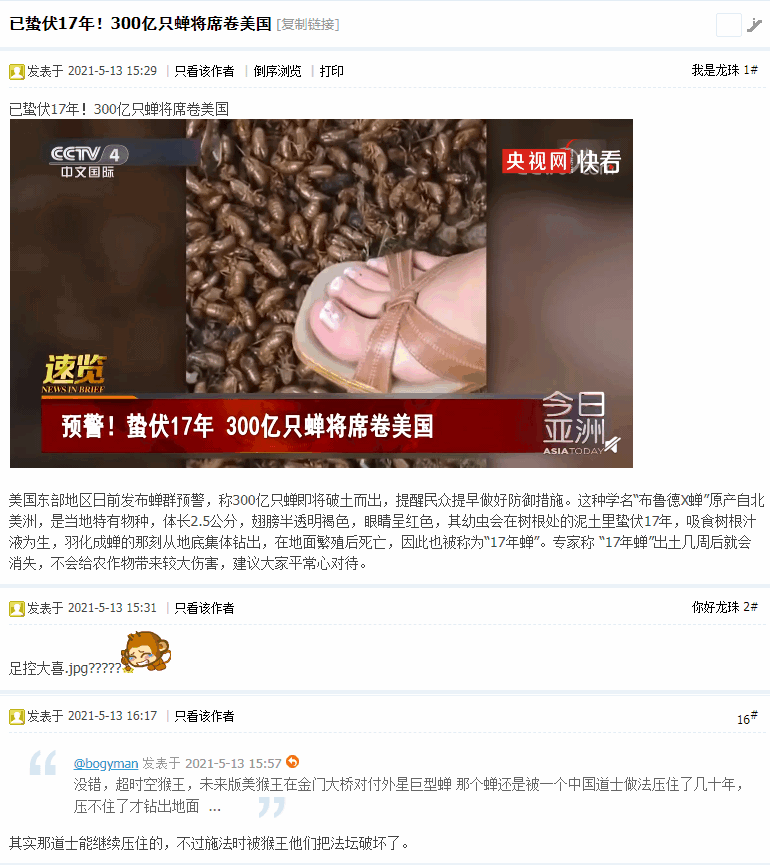 已蛰伏17年！300亿只蝉将席卷美国 [复制链接]
发表于 2021-5-13 15:29 | 只看该作者 | 倒序浏览 | 打印
我是龙珠 1#
已蛰伏17年！300亿只蝉将席卷美国
CCTV 4
中文国际
央视网 快看
速览
NEWS IN BRIEF
预警！蛰伏17年 300亿只蝉将席卷美国
今日
亚洲
ASIA TODAY
美国东部地区日前发布蝉群预警，称300亿只蝉即将破土而出，提醒民众提早做好防御措施。这种学名“布鲁德X蝉”原产自北
美洲，是当地特有物种，体长2.5公分，翅膀半透明褐色，眼睛呈红色，其幼虫会在树根处的泥土里蛰伏17年，吸食树根汁
液为生，羽化成蝉的那刻从地底集体钻出，在地面繁殖后死亡，因此也被称为“17年蝉”。专家称 “17年蝉”出土几周后就会
消失，不会给农作物带来较大伤害，建议大家平常心对待。
发表于 2021-5-13 15:31 | 只看该作者
你好龙珠 2#
足控大喜.jpg?????
发表于 2021-5-13 16:17 | 只看该作者
16#
@bogyman 发表于 2021-5-13 15:57
没错，超时空猴王，未来版美猴王在金门大桥对付外星巨型蝉 那个蝉还是被一个中国道士做法压住了几十年，
压不住了才钻出地面 ...
其实那道士能继续压住的，不过施法时被猴王他们把法坛破坏了。